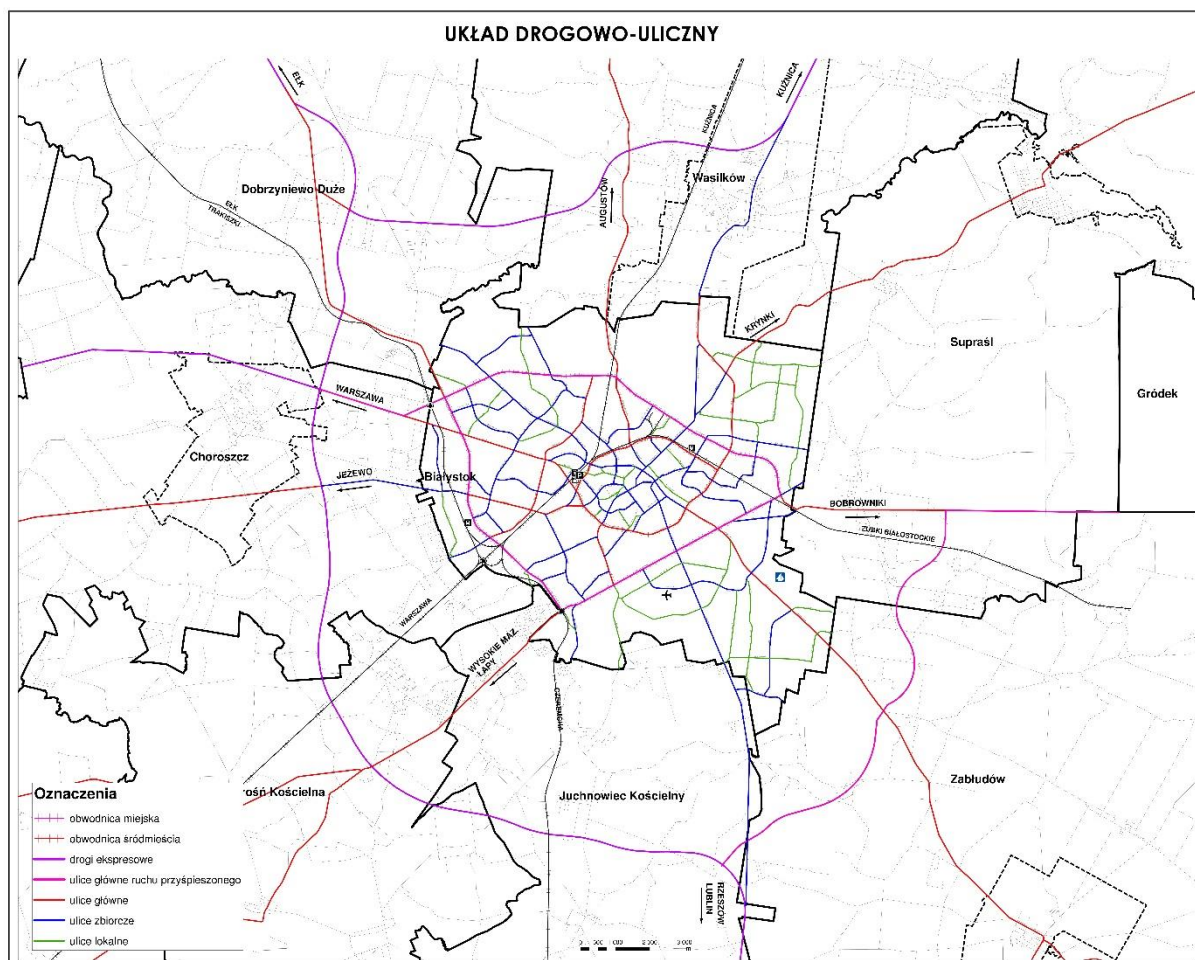 UKŁAD DROGOWO-ULICZNY
EŁK
KUŹNICA
KUŹNICA
Dobrzyniewo Duże
Wasilków
EŁK
TRAKISZKI
AUGUSTÓW
KRYNKI
Supraśl
Gródek
WARSZAWA
Choroszcz
JEŻEWO
Białystok
BOBROWNIKI
ZUBKI BIAŁOSTOCKIE
WARSZAWA
WYSOKIE MAZ.
ŁAPY
CZEREMCHA
Zabłudów
Juchnowiec Kościelny
rośń Kościelna
RZESZÓW
LUBLIN
Oznaczenia
obwodnica miejska
obwodnica śródmieścia
drogi ekspresowe
ulice główne ruchu przyśpieszonego
ulice główne
ulice zbiorcze
ulice lokalne